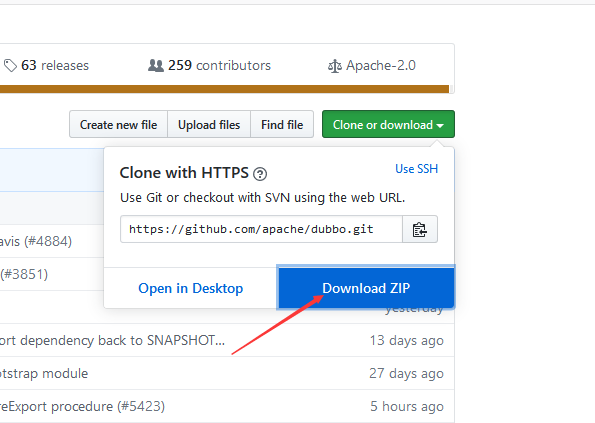 63 releases 259 contributors Apache-2.0
Create new file Upload files Find file Clone or download
Clone with HTTPS ? Use SSH
Use Git or checkout with SVN using the web URL.
https://github.com/apache/dubbo.git
avis (#4884)
(#3851)
Open in Desktop Download ZIP
yesterday
ort dependency back to SNAPSHOT... 13 days ago
otstrap module 27 days ago
reExport procedure (#5423) 5 hours ago